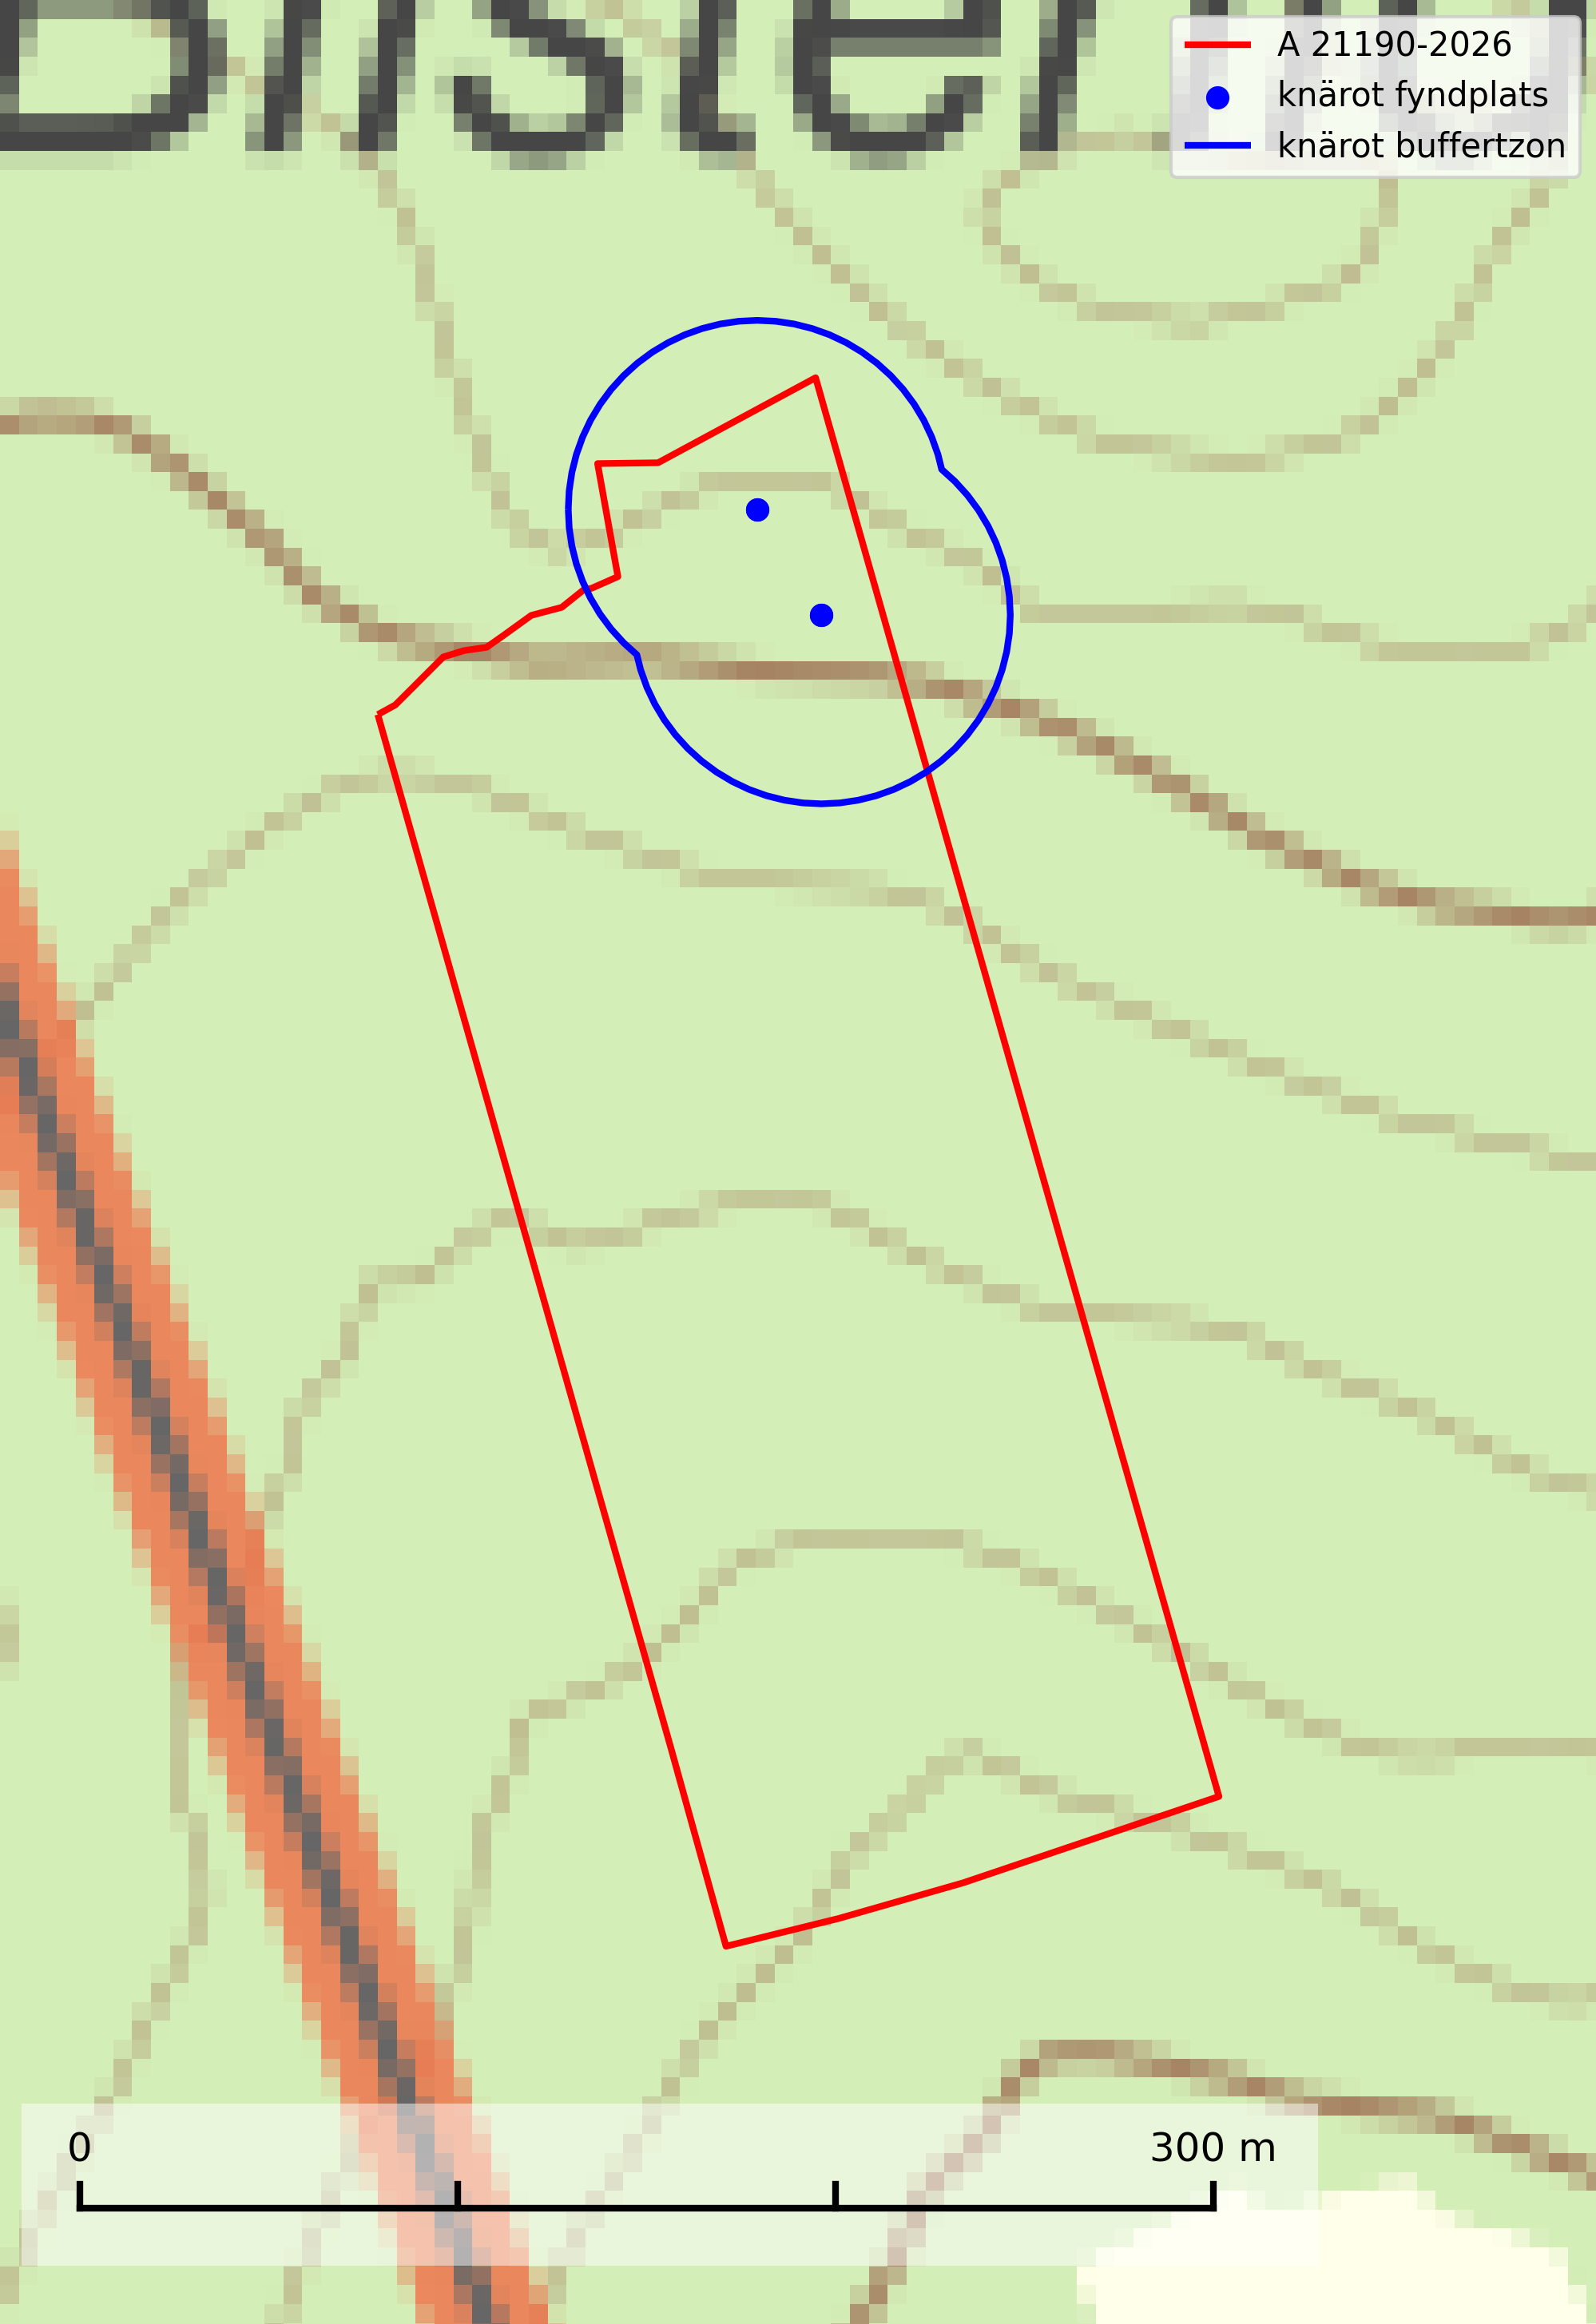 A 21190-2026
knärot fyndplats
knärot buffertzon
0
300 m